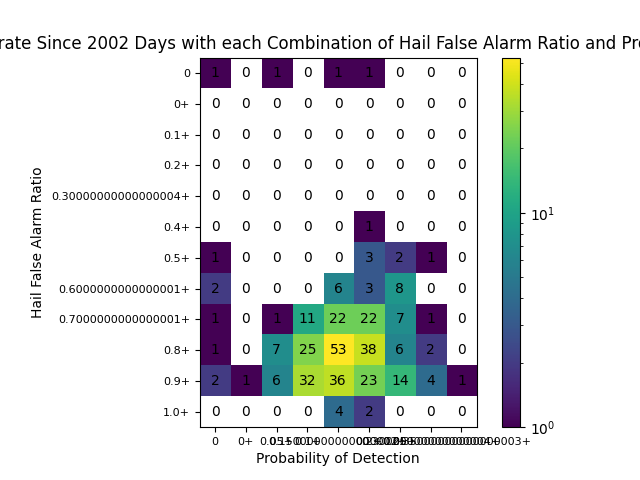 rate Since 2002 Days with each Combination of Hail False Alarm Ratio and Pro
Hail False Alarm Ratio
0 1 0 1 0 1 1 0 0 0
0+ 0 0 0 0 0 0 0 0 0
0.1+ 0 0 0 0 0 0 0 0 0
0.2+ 0 0 0 0 0 0 0 0 0
0.30000000000000004+ 0 0 0 0 0 0 0 0 0
0.4+ 0 0 0 0 0 1 0 0 0
0.5+ 1 0 0 0 0 3 2 1 0
0.6000000000000001+ 2 0 0 0 6 3 8 0 0
0.7000000000000001+ 1 0 1 11 22 22 7 1 0
0.8+ 1 0 7 25 53 38 6 2 0
0.9+ 2 1 6 32 36 23 14 4 1
1.0+ 0 0 0 0 4 2 0 0 0
0 0+
Probability of Detection
10¹
10⁰